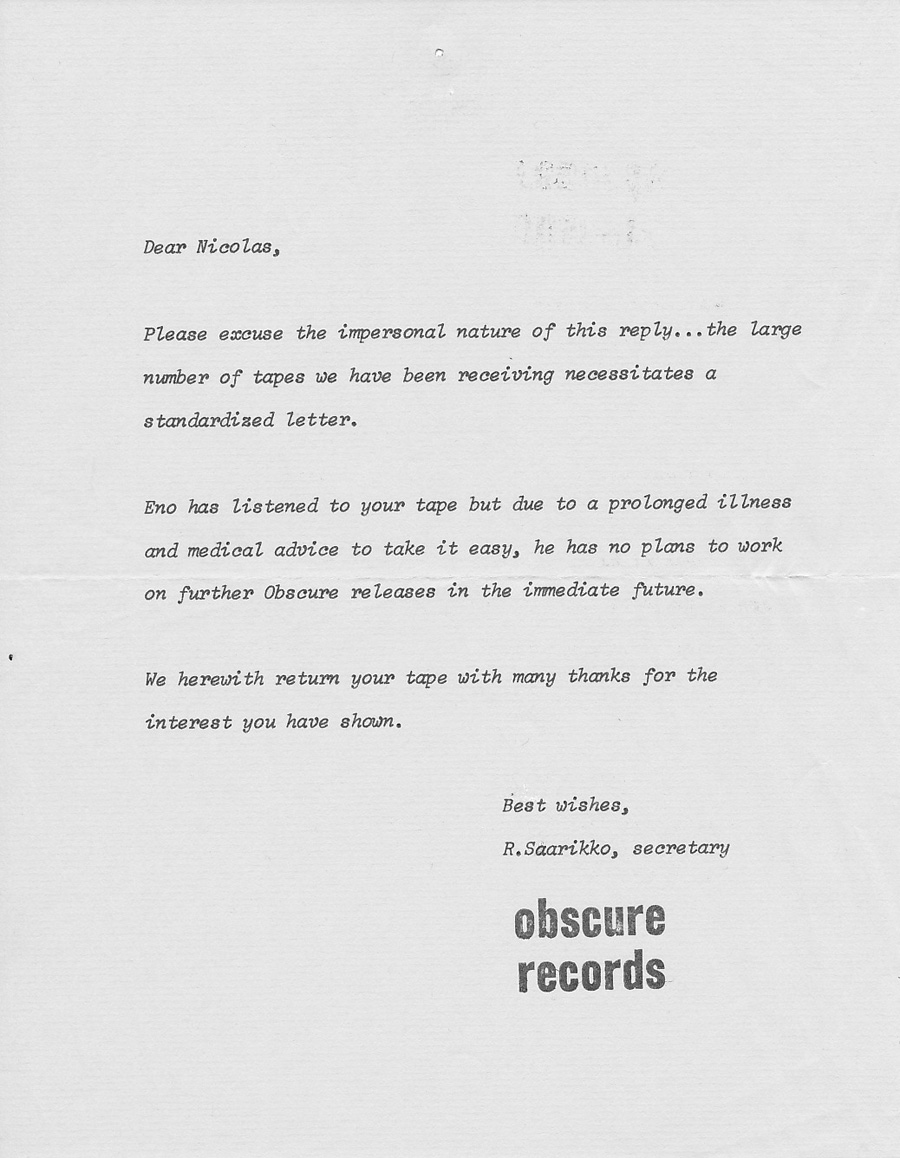 Dear Nicolas,
Please excuse the impersonal nature of this reply...the large
number of tapes we have been receiving necessitates a
standardized letter.
Eno has listened to your tape but due to a prolonged illness
and medical advice to take it easy, he has no plans to work
on further Obscure releases in the immediate future.
We herewith return your tape with many thanks for the
interest you have shown.
Best wishes,
R.Saarikko, secretary
obscure
records